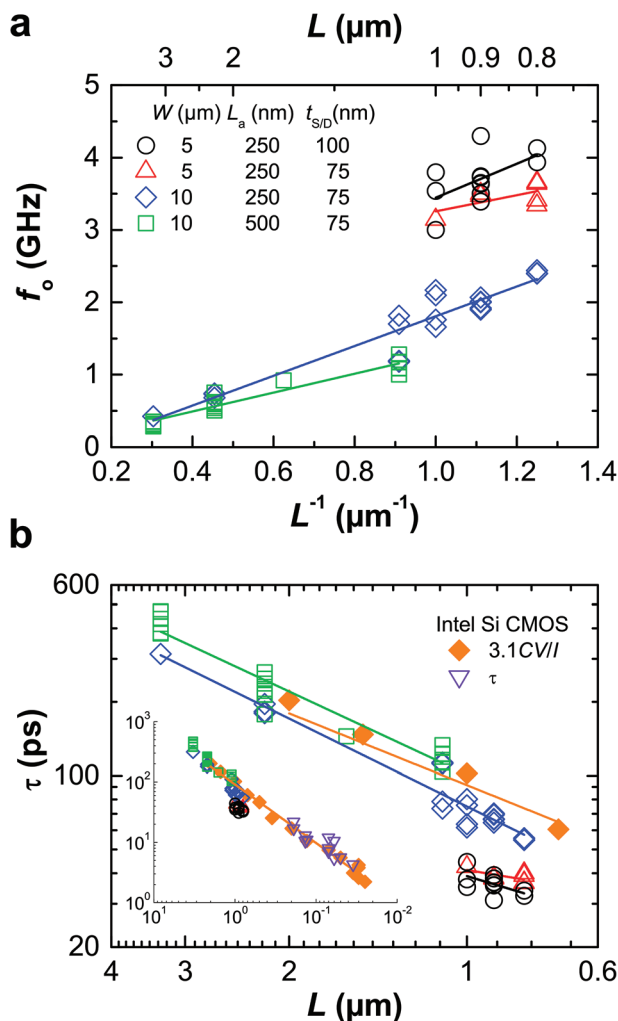 a
L (µm)
3 2 1 0.9 0.8
W (µm) L_a (nm) t_S/D(nm)
5 250 100
5 250 75
10 250 75
10 500 75
5
4
3
2
1
0
f_o (GHz)
0.2 0.4 0.6 0.8 1.0 1.2 1.4
L^-1 (µm^-1)
b
600
100
20
τ (ps)
Intel Si CMOS
3.1CV/I
τ
10^3
10^2
10^1
10^0
10^1 10^0 10^-1 10^-2
4 3 2 1 0.6
L (µm)